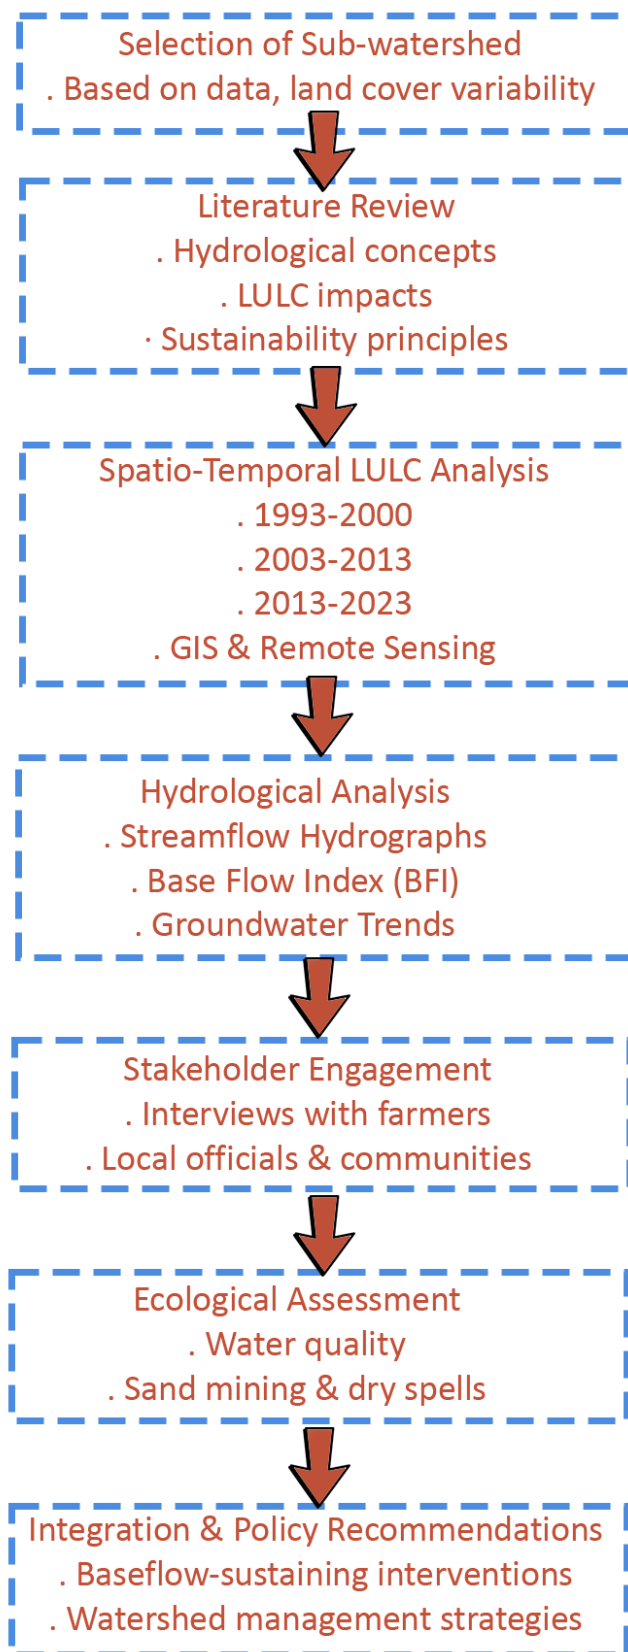 Selection of Sub-watershed
. Based on data, land cover variability
Literature Review
. Hydrological concepts
. LULC impacts
· Sustainability principles
Spatio-Temporal LULC Analysis
. 1993-2000
. 2003-2013
. 2013-2023
. GIS & Remote Sensing
Hydrological Analysis
. Streamflow Hydrographs
. Base Flow Index (BFI)
. Groundwater Trends
Stakeholder Engagement
. Interviews with farmers
. Local officials & communities
Ecological Assessment
. Water quality
. Sand mining & dry spells
Integration & Policy Recommendations
. Baseflow-sustaining interventions
. Watershed management strategies